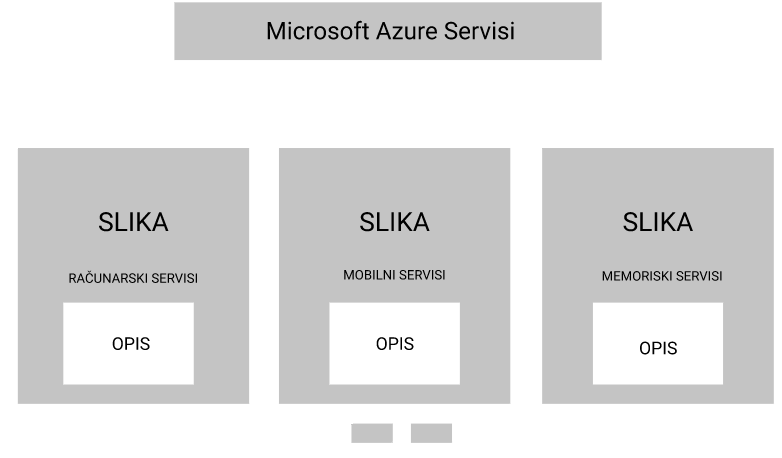 Microsoft Azure Servisi
SLIKA
RAČUNARSKI SERVISI
OPIS
SLIKA
MOBILNI SERVISI
OPIS
SLIKA
MEMORISKI SERVISI
OPIS